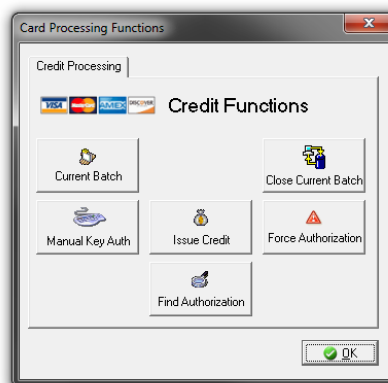 Card Processing Functions
Credit Processing
VISA MasterCard AMEX DISCOVER Credit Functions
Current Batch
Close Current Batch
Manual Key Auth
Issue Credit
Force Authorization
Find Authorization
OK